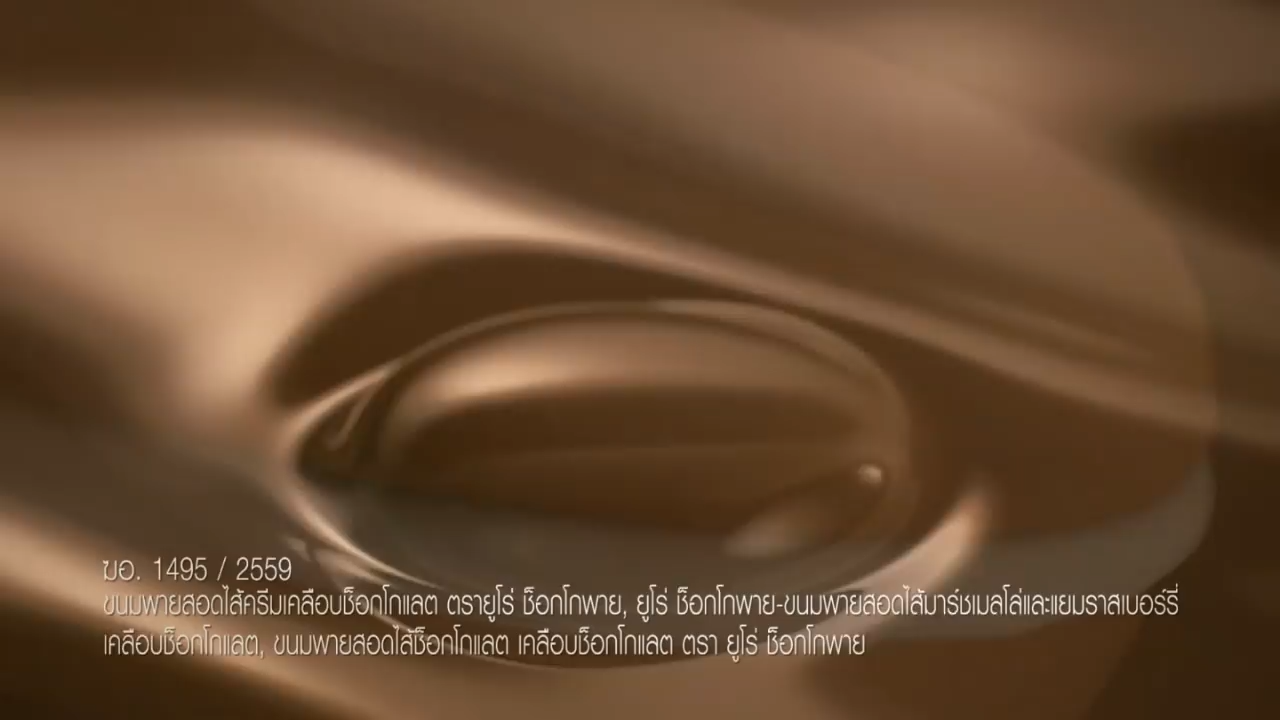 ฆอ. 1495 / 2559
ขนมพายสอดไส้ครีมเคลือบช็อกโกแลต ตรายูโร่ ช็อกโกพาย, ยูโร่ ช็อกโกพาย-ขนมพายสอดไส้มาร์ชเมลโล่และแยมราสเบอร์รี่
เคลือบช็อกโกแลต, ขนมพายสอดไส้ช็อกโกแลต เคลือบช็อกโกแลต ตรา ยูโร่ ช็อกโกพาย